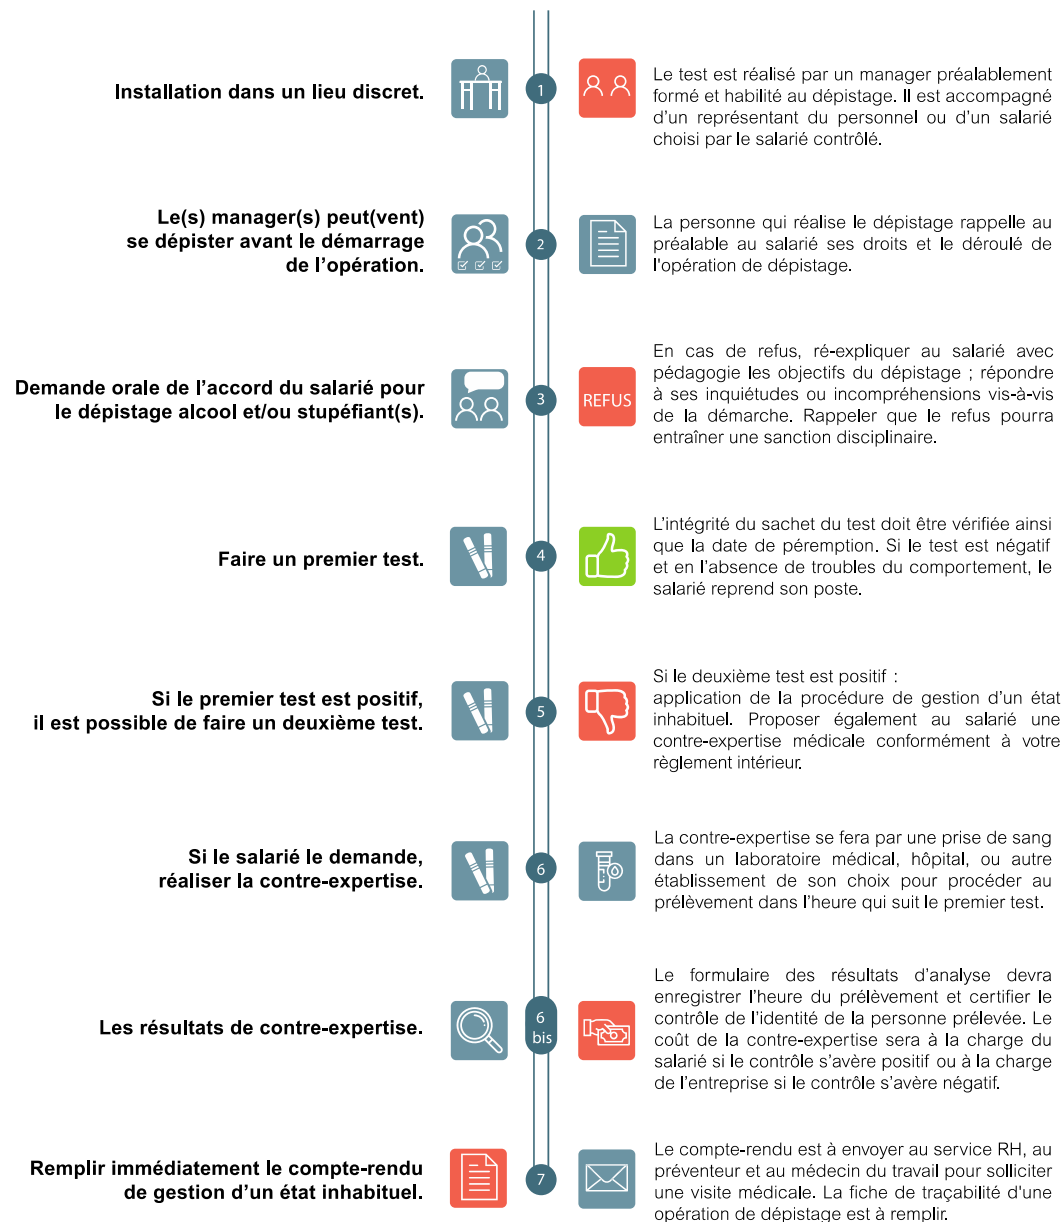 Installation dans un lieu discret.
1
Le test est réalisé par un manager préalablement
formé et habilité au dépistage. Il est accompagné
d'un représentant du personnel ou d'un salarié
choisi par le salarié contrôlé.
Le(s) manager(s) peut(vent)
se dépister avant le démarrage
de l'opération.
2
La personne qui réalise le dépistage rappelle au
préalable au salarié ses droits et le déroulé de
l'opération de dépistage.
Demande orale de l'accord du salarié pour
le dépistage alcool et/ou stupéfiant(s).
3
REFUS
En cas de refus, ré-expliquer au salarié avec
pédagogie les objectifs du dépistage ; répondre
à ses inquiétudes ou incompréhensions vis-à-vis
de la démarche. Rappeler que le refus pourra
entraîner une sanction disciplinaire.
Faire un premier test.
4
L'intégrité du sachet du test doit être vérifiée ainsi
que la date de péremption. Si le test est négatif
et en l'absence de troubles du comportement, le
salarié reprend son poste.
Si le premier test est positif,
il est possible de faire un deuxième test.
5
Si le deuxième test est positif :
application de la procédure de gestion d'un état
inhabituel. Proposer également au salarié une
contre-expertise médicale conformément à votre
règlement intérieur.
Si le salarié le demande,
réaliser la contre-expertise.
6
La contre-expertise se fera par une prise de sang
dans un laboratoire médical, hôpital, ou autre
établissement de son choix pour procéder au
prélèvement dans l'heure qui suit le premier test.
Les résultats de contre-expertise.
6
bis
Le formulaire des résultats d'analyse devra
enregistrer l'heure du prélèvement et certifier le
contrôle de l'identité de la personne prélevée. Le
coût de la contre-expertise sera à la charge du
salarié si le contrôle s'avère positif ou à la charge
de l'entreprise si le contrôle s'avère négatif.
Remplir immédiatement le compte-rendu
de gestion d'un état inhabituel.
7
Le compte-rendu est à envoyer au service RH, au
préventeur et au médecin du travail pour solliciter
une visite médicale. La fiche de traçabilité d'une
opération de dépistage est à remplir.